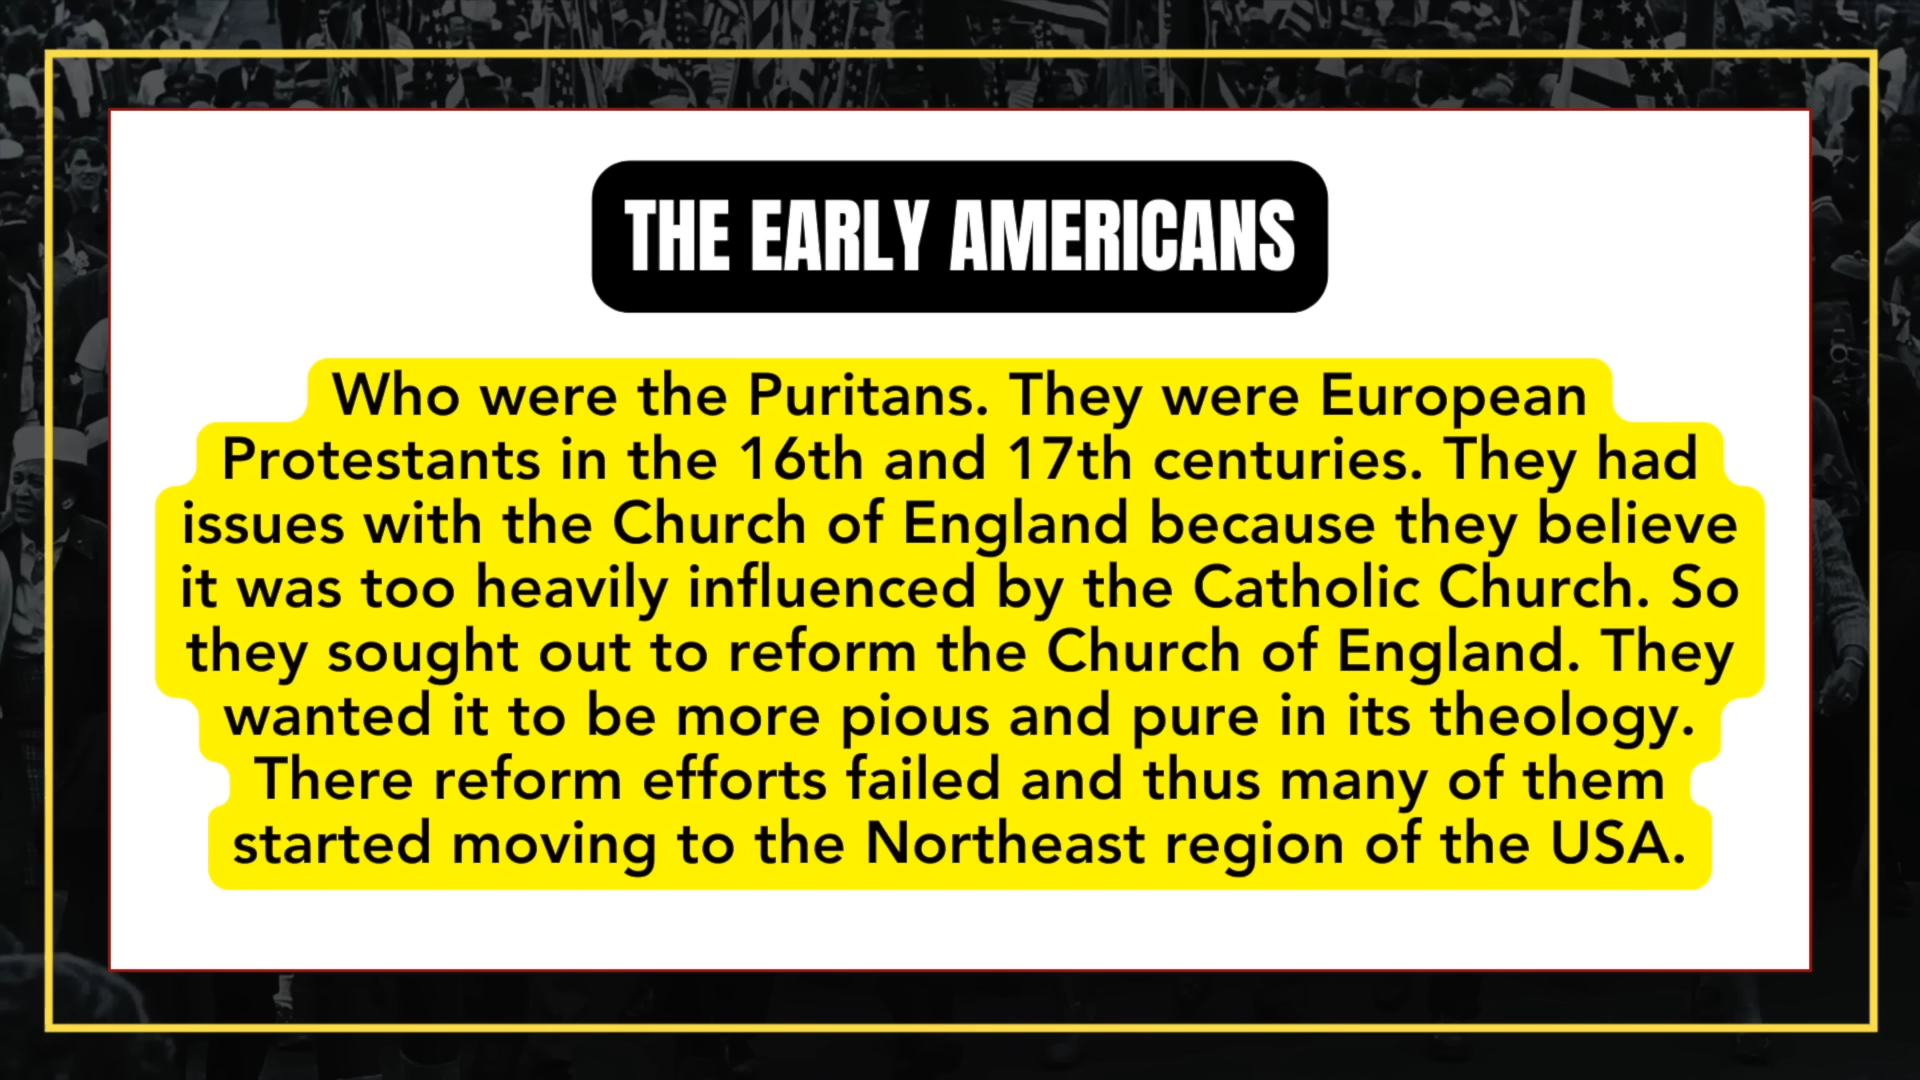 THE EARLY AMERICANS
Who were the Puritans. They were European
Protestants in the 16th and 17th centuries. They had
issues with the Church of England because they believe
it was too heavily influenced by the Catholic Church. So
they sought out to reform the Church of England. They
wanted it to be more pious and pure in its theology.
There reform efforts failed and thus many of them
started moving to the Northeast region of the USA.